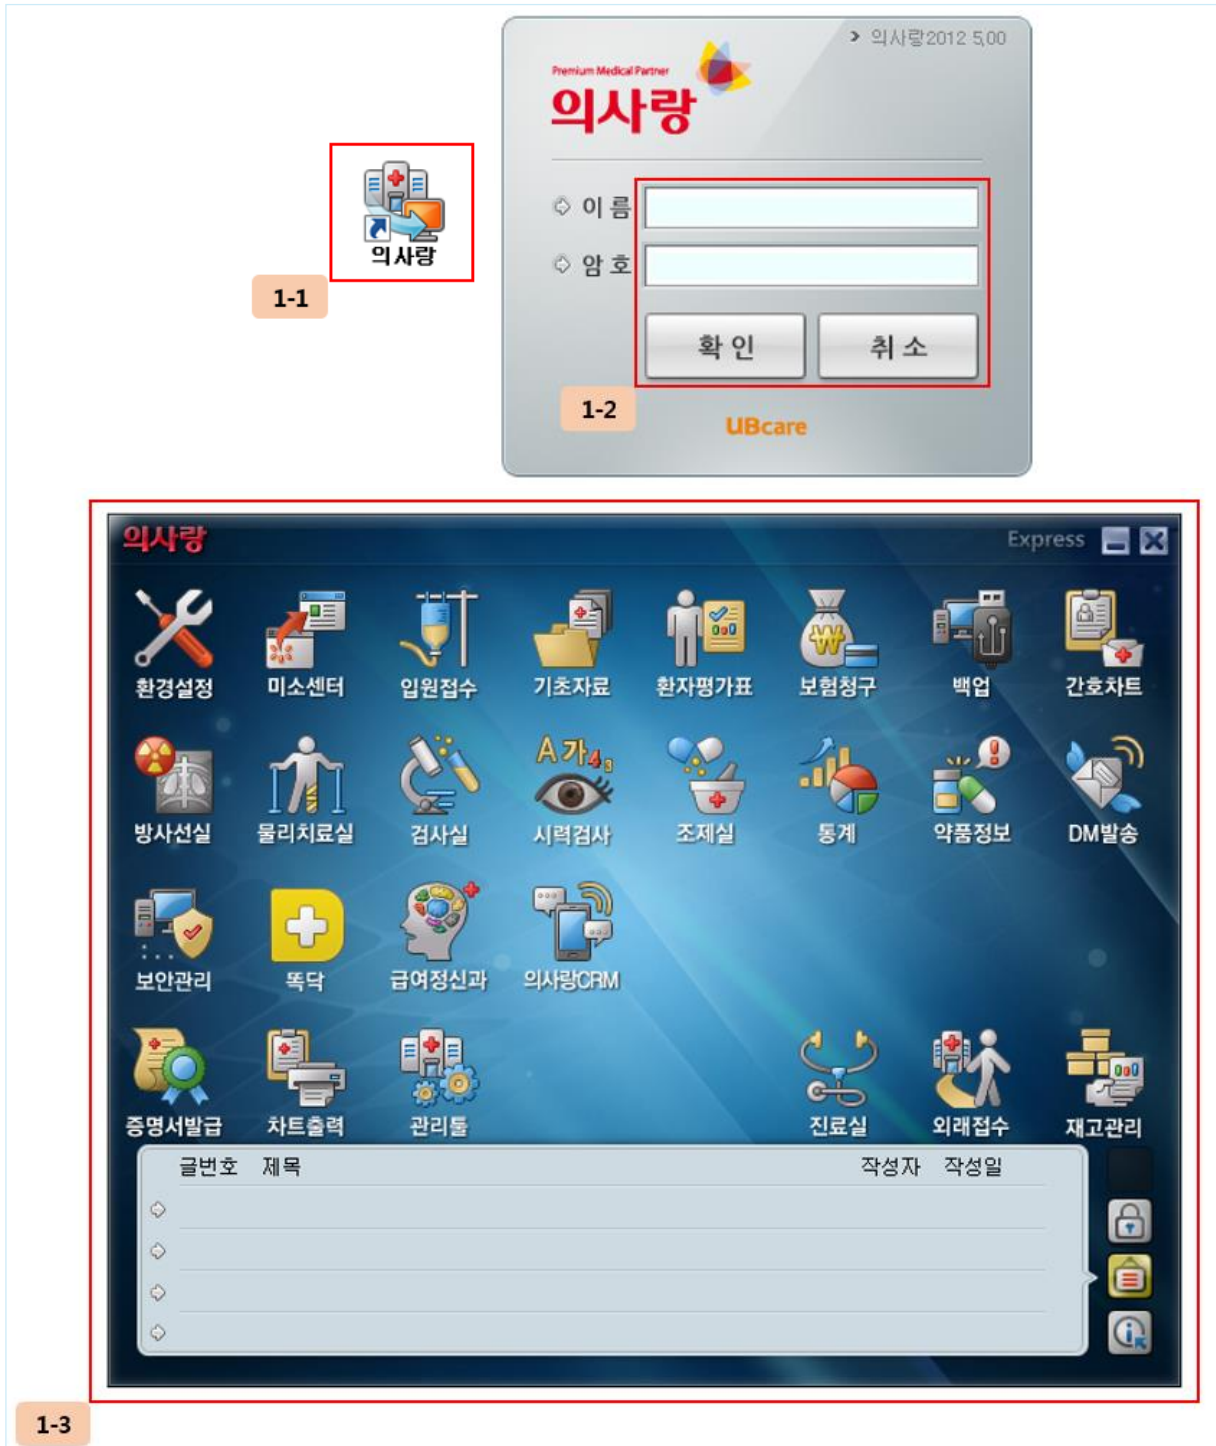 > 의사랑2012 5,00
Premium Medical Partner
의사랑
의사랑
1-1
이 름
암 호
확 인 취 소
1-2
UBcare
의사랑 Express
환경설정 미소센터 입원접수 기초자료 환자평가표 보험청구 백업 간호차트
A가43
방사선실 물리치료실 검사실 시력검사 조제실 통계 약품정보 DM발송
보안관리 똑닥 급여정신과 의사랑CRM
증명서발급 차트출력 관리툴 진료실 외래접수 재고관리
글번호 제목 작성자 작성일
1-3